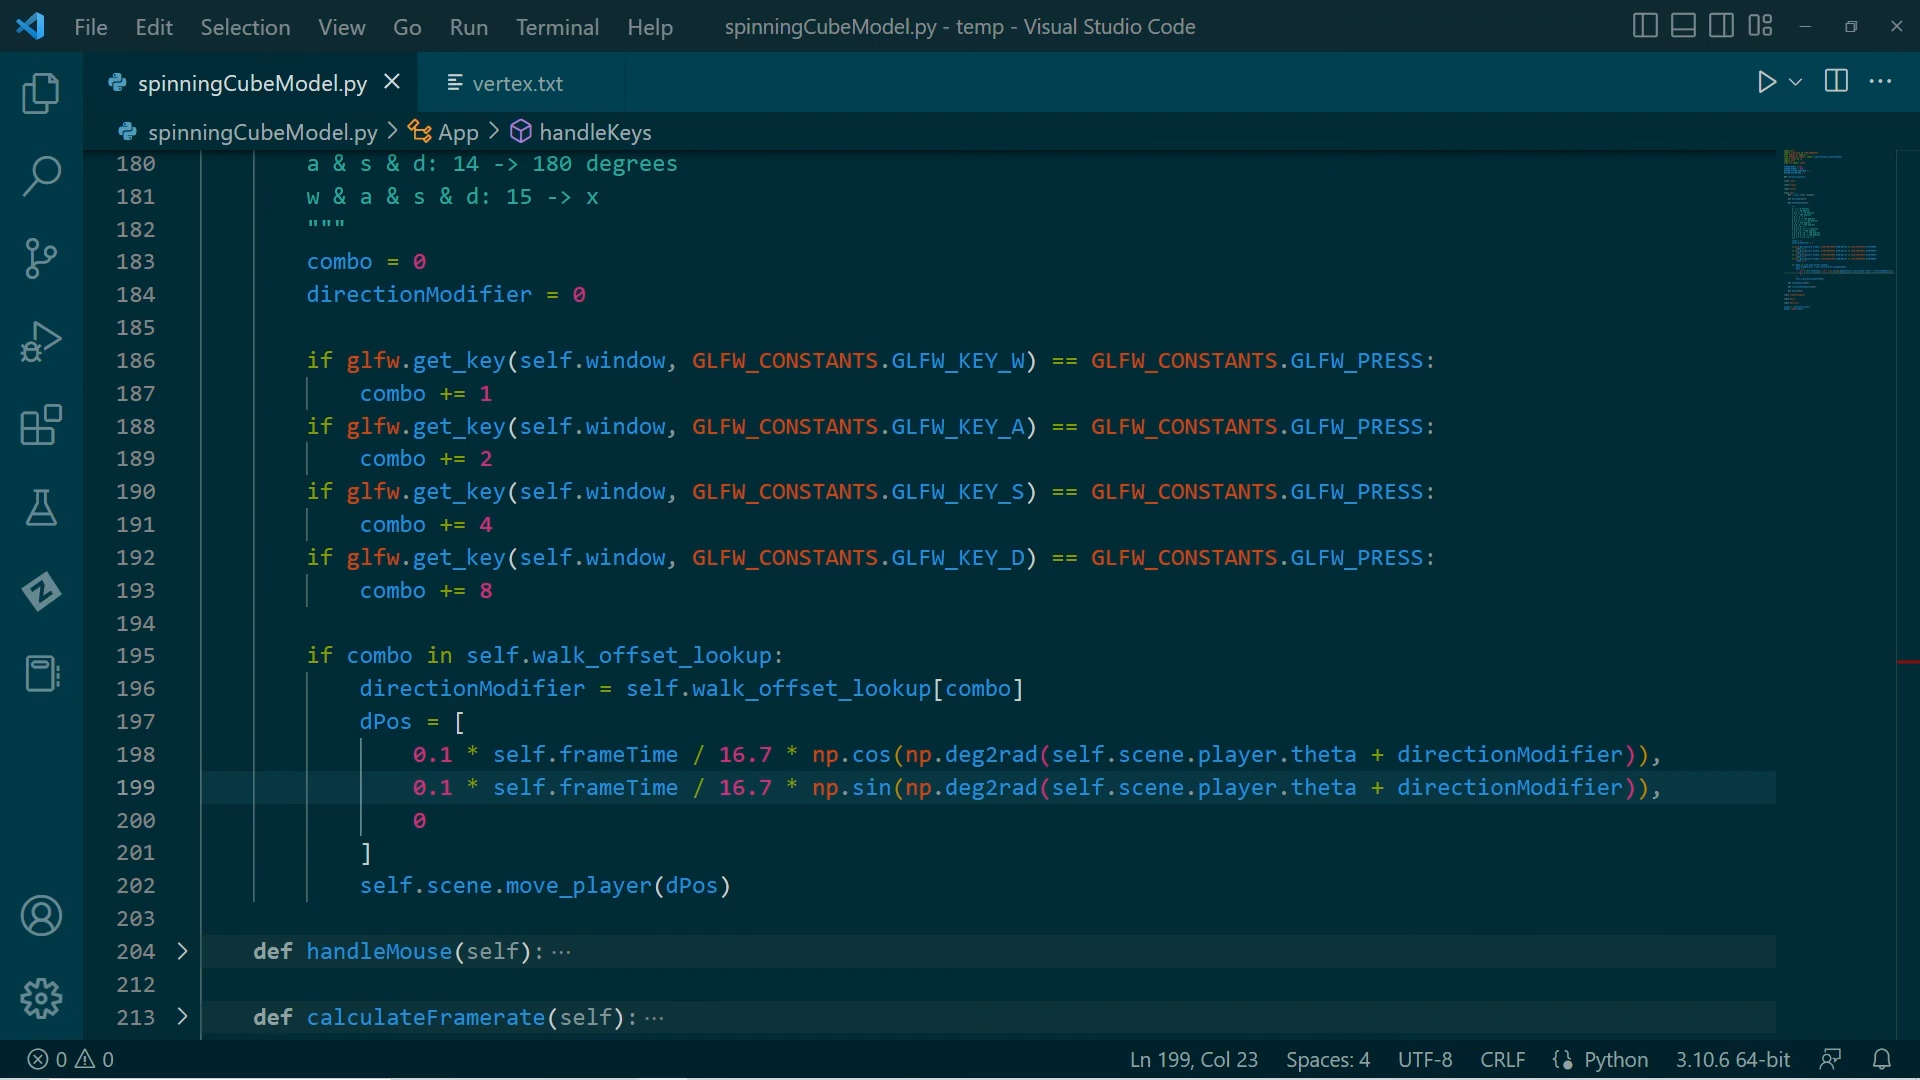 File Edit Selection View Go Run Terminal Help spinningCubeModel.py - temp - Visual Studio Code
spinningCubeModel.py vertex.txt
spinningCubeModel.py > App > handleKeys
180 a & s & d: 14 -> 180 degrees
181 w & a & s & d: 15 -> x
182 """
183 combo = 0
184 directionModifier = 0
185
186 if glfw.get_key(self.window, GLFW_CONSTANTS.GLFW_KEY_W) == GLFW_CONSTANTS.GLFW_PRESS:
187 combo += 1
188 if glfw.get_key(self.window, GLFW_CONSTANTS.GLFW_KEY_A) == GLFW_CONSTANTS.GLFW_PRESS:
189 combo += 2
190 if glfw.get_key(self.window, GLFW_CONSTANTS.GLFW_KEY_S) == GLFW_CONSTANTS.GLFW_PRESS:
191 combo += 4
192 if glfw.get_key(self.window, GLFW_CONSTANTS.GLFW_KEY_D) == GLFW_CONSTANTS.GLFW_PRESS:
193 combo += 8
194
195 if combo in self.walk_offset_lookup:
196 directionModifier = self.walk_offset_lookup[combo]
197 dPos = [
198 0.1 * self.frameTime / 16.7 * np.cos(np.deg2rad(self.scene.player.theta + directionModifier)),
199 0.1 * self.frameTime / 16.7 * np.sin(np.deg2rad(self.scene.player.theta + directionModifier)),
200 0
201 ]
202 self.scene.move_player(dPos)
203
204 def handleMouse(self):···
212
213 def calculateFramerate(self):···
0 0 Ln 199, Col 23 Spaces: 4 UTF-8 CRLF Python 3.10.6 64-bit